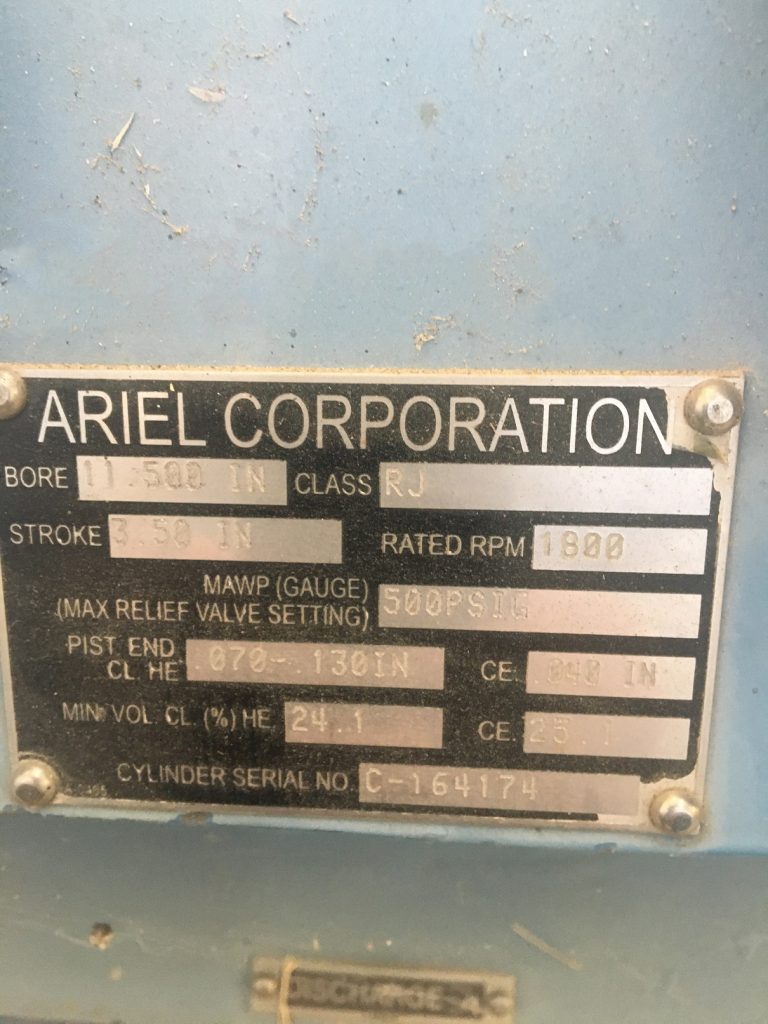 ARIEL CORPORATION
BORE 11.500 IN CLASS RJ
STROKE 3.50 IN RATED RPM 1800
MAWP (GAUGE)
(MAX RELIEF VALVE SETTING) 500PSIG
PIST. END
CL. HE .070-.130IN CE. .040 IN
MIN. VOL. CL. (%) HE 24.1 CE. 25.1
CYLINDER SERIAL NO. C-164174
DISCHARGE